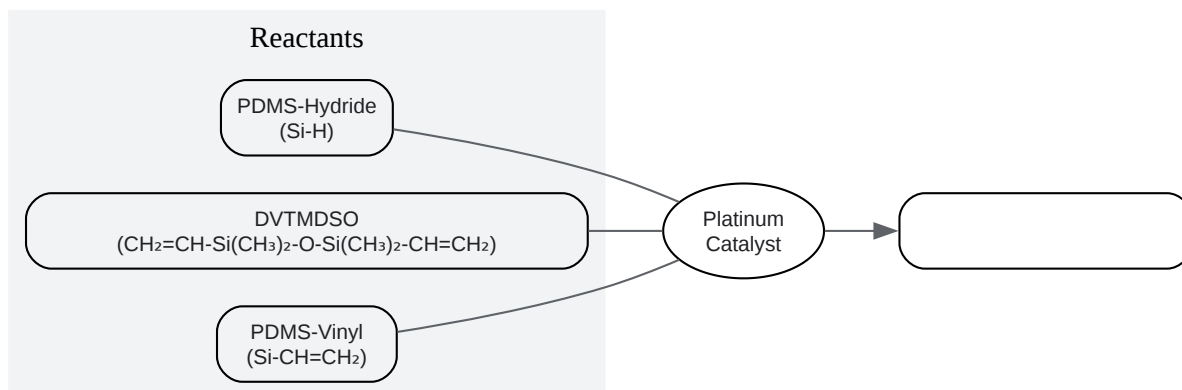 Reactants
PDMS-Hydride
(Si-H)
DVTMDSO
(CH₂=CH-Si(CH₃)₂-O-Si(CH₃)₂-CH=CH₂)
PDMS-Vinyl
(Si-CH=CH₂)
Platinum
Catalyst